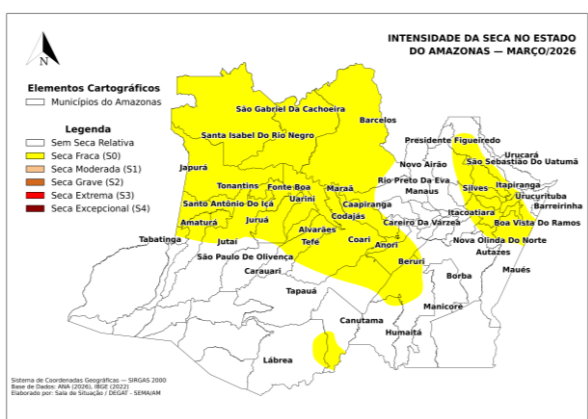 INTENSIDADE DA SECA NO ESTADO
DO AMAZONAS — MARÇO/2026
N
Elementos Cartográficos
Municípios do Amazonas
Legenda
Sem Seca Relativa
Seca Fraca (S0)
Seca Moderada (S1)
Seca Grave (S2)
Seca Extrema (S3)
Seca Excepcional (S4)
São Gabriel Da Cachoeira
Barcelos
Santa Isabel Do Rio Negro
Presidente Figueiredo
Urucará
São Sebastião Do Uatumã
Novo Airão
Japurá
Rio Preto Da Eva
Manaus
Tonantins
Fonte Boa
Maraã
Silves
Itapiranga
Uarini
Urucurituba
Santo Antônio Do Içá
Caapiranga
Barreirinha
Itacoatiara
Codajás
Amaturá
Juruá
Careiro Da Várzea
Boa Vista Do Ramos
Alvarães
Tabatinga
Jutaí
Tefé
Coari
Anori
Nova Olinda Do Norte
Autazes
São Paulo De Olivença
Beruri
Carauari
Maués
Borba
Tapauá
Manicoré
Canutama
Humaitá
Lábrea
Sistema de Coordenadas Geográficas — SIRGAS 2000
Base de Dados: ANA (2026), IBGE (2022)
Elaborado por: Sala de Situação / DEGAT - SEMA/AM